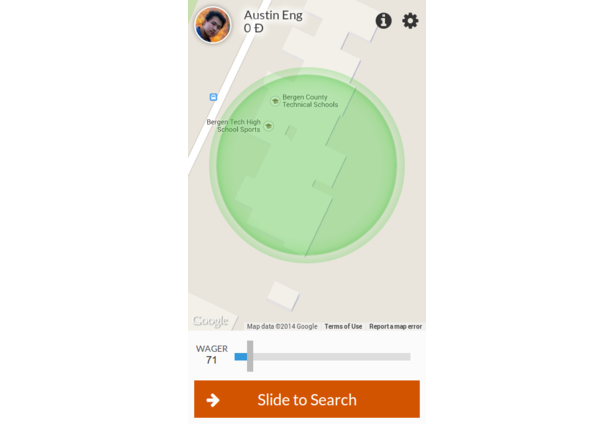 Austin Eng
0 Đ
Bergen County
Technical Schools
Bergen Tech High
School Sports
Google
Map data ©2014 Google
Terms of Use
Report a map error
WAGER
71
Slide to Search